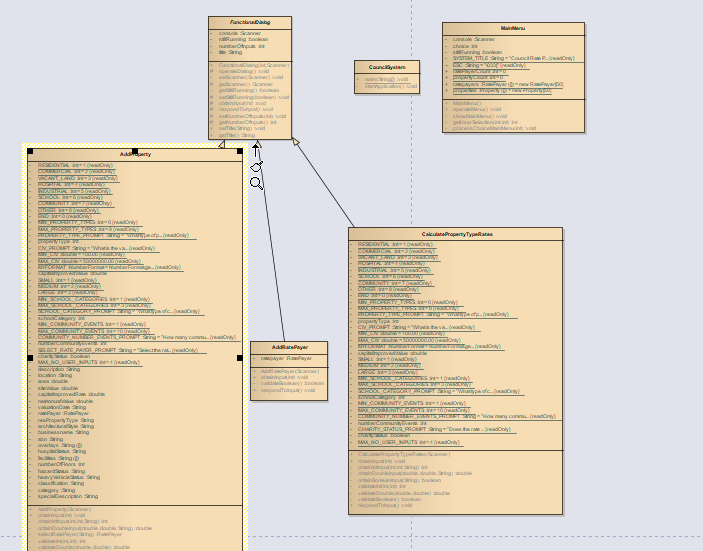 FunctionalDialog
console :Scanner
stillRunning :boolean
numberOfInputs :int
title :String
FunctionalDialog(int,Scanner)
operateDialog() :void
setScanner(Scanner) :void
getScanner() :Scanner
getStillRunning() :boolean
setStillRunning(boolean) :void
obtainInput() :void
respondToInput() :void
setNumberOfInputs(int) :void
getNumberOfInputs() :int
setTitle(String) :void
getTitle() :String
CouncilSystem
main(String[]) :void
startApplication() :void
MainMenu
console :Scanner
choice :int
stillRunning :boolean
SYSTEM_TITLE :String = "Council Rate P... {readOnly}
ESC :String = "\033[" {readOnly}
ratePayerCount :int = 0
propertyCount :int = 0
ratepayers :RatePayer ([]) = new RatePayer[50]
properties :Property ([]) = new Property[50]
MainMenu()
operateMenu() :void
showMainMenu() :void
getUserSelection(int,int) :int
processChoiceMainMenu(int) :void
AddProperty
RESIDENTIAL :int = 1 {readOnly}
COMMERCIAL :int = 2 {readOnly}
VACANT_LAND :int = 3 {readOnly}
HOSPITAL :int = 4 {readOnly}
INDUSTRIAL :int = 5 {readOnly}
SCHOOL :int = 6 {readOnly}
COMMUNITY :int = 7 {readOnly}
OTHER :int = 8 {readOnly}
END :int = 0 {readOnly}
MIN_PROPERTY_TYPES :int = 0 {readOnly}
MAX_PROPERTY_TYPES :int = 8 {readOnly}
PROPERTY_TYPE_PROMPT :String = "What type of p... {readOnly}
propertyType :int
CIV_PROMPT :String = "What is the va... {readOnly}
MIN_CIV :double = 100.00 {readOnly}
MAX_CIV :double = 50000000.00 {readOnly}
MYFORMAT :NumberFormat = NumberFormat.ge... {readOnly}
capitalImprovedValue :double
SMALL :int = 1 {readOnly}
MEDIUM :int = 2 {readOnly}
LARGE :int = 3 {readOnly}
MIN_SCHOOL_CATEGORIES :int = 1 {readOnly}
MAX_SCHOOL_CATEGORIES :int = 3 {readOnly}
SCHOOL_CATEGORY_PROMPT :String = "What type of c... {readOnly}
schoolCategory :int
MIN_COMMUNITY_EVENTS :int = 1 {readOnly}
MAX_COMMUNITY_EVENTS :int = 10 {readOnly}
COMMUNITY_NUMBER_EVENTS_PROMPT :String = "How many commu... {readOnly}
numberCommunityEvents :int
SELECT_RATE_PAYER_PROMPT :String = "Select the rat... {readOnly}
charityStatus :boolean
MAX_NO_USER_INPUTS :int = 4 {readOnly}
description :String
location :String
area :double
siteValue :double
capitalImprovedRate :double
netAnnualValue :double
valuationDate :String
ratePayer :RatePayer
resPropertyType :String
architecturalStyle :String
businessname :String
abn :String
overlays :String ([])
hospitalStatus :String
facilities :String ([])
numberOfFloors :int
hazardStatus :String
heavyVehicleStatus :String
classification :String
category :String
specialDescription :String
AddProperty(Scanner)
obtainInput() :void
obtainIntInput(int,int,String) :int
obtainDoubleInput(double,double,String) :double
selectRatePayer(String) :RatePayer
validateInt(int,int) :int
validateDouble(double,double) :double
AddRatePayer
ratepayer :RatePayer
AddRatePayer(Scanner)
obtainInput() :void
validateBoolean() :boolean
respondToInput() :void
CalculatePropertyTypeRates
RESIDENTIAL :int = 1 {readOnly}
COMMERCIAL :int = 2 {readOnly}
VACANT_LAND :int = 3 {readOnly}
HOSPITAL :int = 4 {readOnly}
INDUSTRIAL :int = 5 {readOnly}
SCHOOL :int = 6 {readOnly}
COMMUNITY :int = 7 {readOnly}
OTHER :int = 8 {readOnly}
END :int = 0 {readOnly}
MIN_PROPERTY_TYPES :int = 0 {readOnly}
MAX_PROPERTY_TYPES :int = 8 {readOnly}
PROPERTY_TYPE_PROMPT :String = "What type of p... {readOnly}
propertyType :int
CIV_PROMPT :String = "What is the va... {readOnly}
MIN_CIV :double = 100.00 {readOnly}
MAX_CIV :double = 50000000.00 {readOnly}
MYFORMAT :NumberFormat = NumberFormat.ge... {readOnly}
capitalImprovedValue :double
SMALL :int = 1 {readOnly}
MEDIUM :int = 2 {readOnly}
LARGE :int = 3 {readOnly}
MIN_SCHOOL_CATEGORIES :int = 1 {readOnly}
MAX_SCHOOL_CATEGORIES :int = 3 {readOnly}
SCHOOL_CATEGORY_PROMPT :String = "What type of c... {readOnly}
schoolCategory :int
MIN_COMMUNITY_EVENTS :int = 1 {readOnly}
MAX_COMMUNITY_EVENTS :int = 10 {readOnly}
COMMUNITY_NUMBER_EVENTS_PROMPT :String = "How many commu... {readOnly}
numberCommunityEvents :int
CHARITY_STATUS_PROMPT :String = "Does the rate ... {readOnly}
charityStatus :boolean
MAX_NO_USER_INPUTS :int = 4 {readOnly}
CalculatePropertyTypeRates(Scanner)
obtainInput() :void
obtainIntInput(int,int,String) :int
obtainDoubleInput(double,double,String) :double
obtainBooleanInput(String) :boolean
validateInt(int,int) :int
validateDouble(double,double) :double
validateBoolean() :boolean
respondToInput() :void